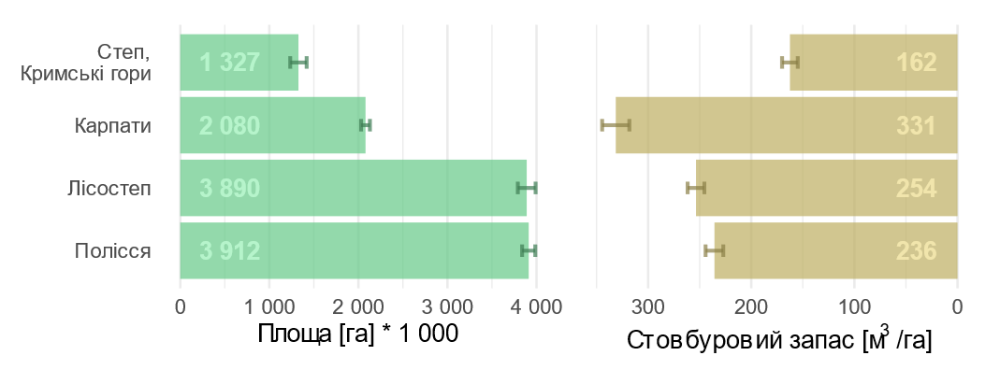 Степ,
Кримські гори
1 327
162
Карпати
2 080
331
Лісостеп
3 890
254
Полісся
3 912
236
0 1 000 2 000 3 000 4 000
300 200 100 0
Площа [га] * 1 000
Стовбуровий запас [м³ /га]